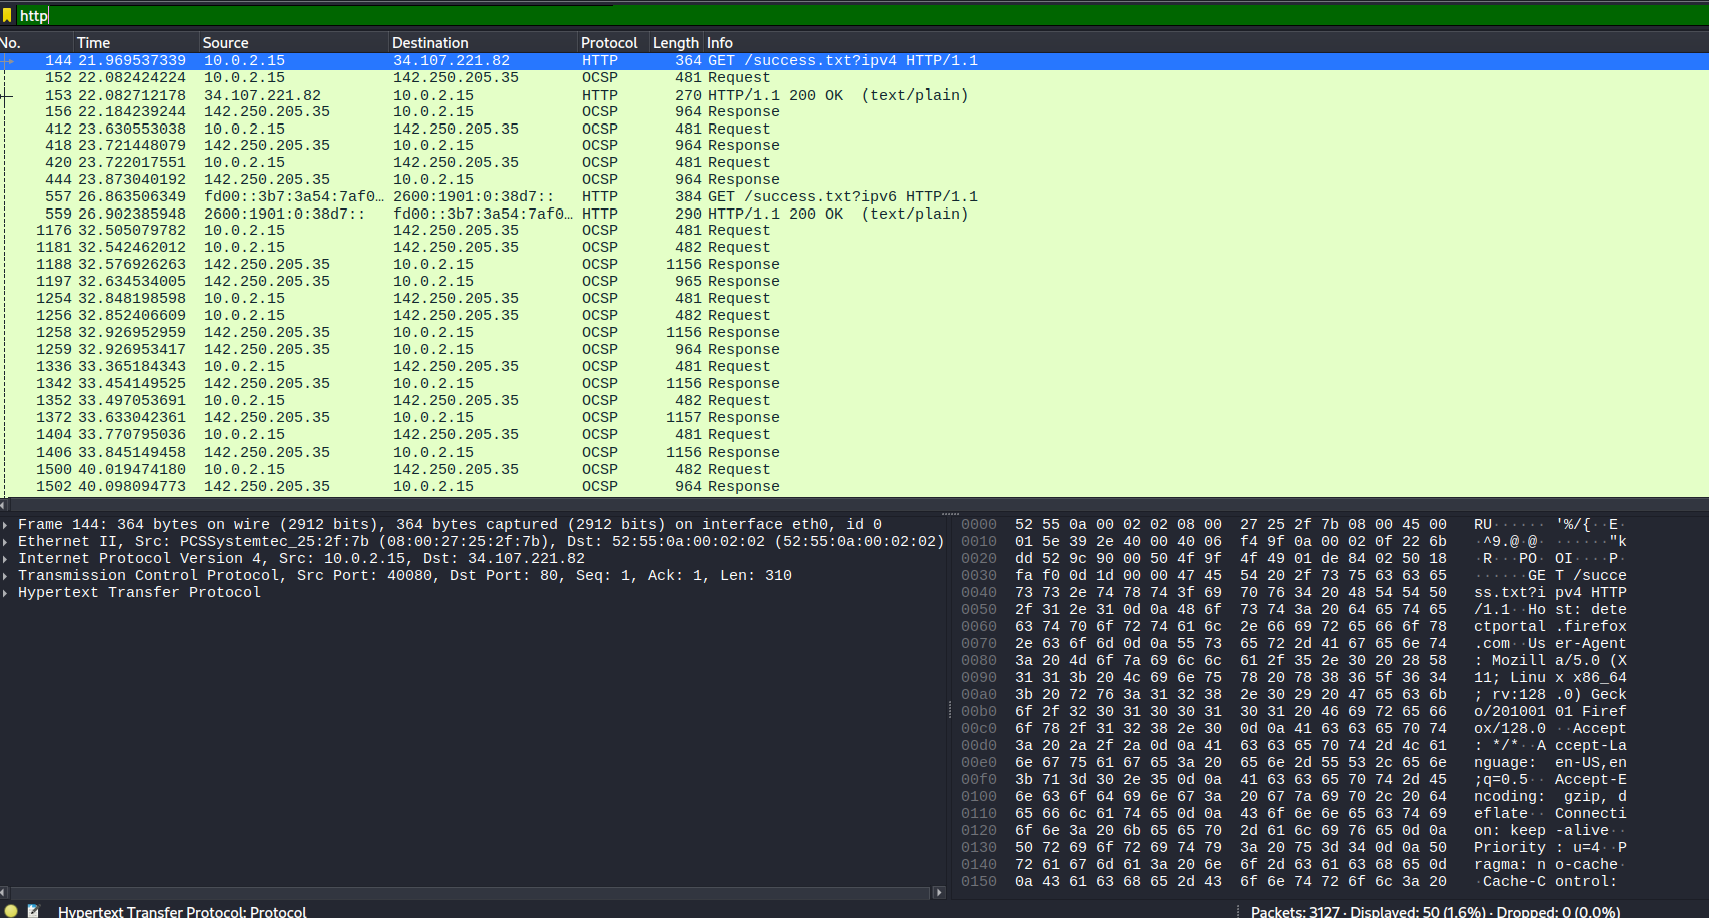 http
No. Time Source Destination Protocol Length Info
144 21.969537339 10.0.2.15 34.107.221.82 HTTP 364 GET /success.txt?ipv4 HTTP/1.1
152 22.082424224 10.0.2.15 142.250.205.35 OCSP 481 Request
153 22.082712178 34.107.221.82 10.0.2.15 HTTP 270 HTTP/1.1 200 OK (text/plain)
156 22.184239244 142.250.205.35 10.0.2.15 OCSP 964 Response
412 23.630553038 10.0.2.15 142.250.205.35 OCSP 481 Request
418 23.721448079 142.250.205.35 10.0.2.15 OCSP 964 Response
420 23.722017551 10.0.2.15 142.250.205.35 OCSP 481 Request
444 23.873040192 142.250.205.35 10.0.2.15 OCSP 964 Response
557 26.863506349 fd00::3b7:3a54:7af0… 2600:1901:0:38d7:: HTTP 384 GET /success.txt?ipv6 HTTP/1.1
559 26.902385948 2600:1901:0:38d7:: fd00::3b7:3a54:7af0… HTTP 290 HTTP/1.1 200 OK (text/plain)
1176 32.505079782 10.0.2.15 142.250.205.35 OCSP 481 Request
1181 32.542462012 10.0.2.15 142.250.205.35 OCSP 482 Request
1188 32.576926263 142.250.205.35 10.0.2.15 OCSP 1156 Response
1197 32.634534005 142.250.205.35 10.0.2.15 OCSP 965 Response
1254 32.848198598 10.0.2.15 142.250.205.35 OCSP 481 Request
1256 32.852406609 10.0.2.15 142.250.205.35 OCSP 482 Request
1258 32.926952959 142.250.205.35 10.0.2.15 OCSP 1156 Response
1259 32.926953417 142.250.205.35 10.0.2.15 OCSP 964 Response
1336 33.365184343 10.0.2.15 142.250.205.35 OCSP 481 Request
1342 33.454149525 142.250.205.35 10.0.2.15 OCSP 1156 Response
1352 33.497053691 10.0.2.15 142.250.205.35 OCSP 482 Request
1372 33.633042361 142.250.205.35 10.0.2.15 OCSP 1157 Response
1404 33.770795036 10.0.2.15 142.250.205.35 OCSP 481 Request
1406 33.845149458 142.250.205.35 10.0.2.15 OCSP 1156 Response
1500 40.019474180 10.0.2.15 142.250.205.35 OCSP 482 Request
1502 40.098094773 142.250.205.35 10.0.2.15 OCSP 964 Response
Frame 144: 364 bytes on wire (2912 bits), 364 bytes captured (2912 bits) on interface eth0, id 0
Ethernet II, Src: PCSSystemtec_25:2f:7b (08:00:27:25:2f:7b), Dst: 52:55:0a:00:02:02 (52:55:0a:00:02:02)
Internet Protocol Version 4, Src: 10.0.2.15, Dst: 34.107.221.82
Transmission Control Protocol, Src Port: 40080, Dst Port: 80, Seq: 1, Ack: 1, Len: 310
Hypertext Transfer Protocol
0000 52 55 0a 00 02 02 08 00 27 25 2f 7b 08 00 45 00 RU······ '%/{··E·
0010 01 5e 39 2e 40 00 40 06 f4 9f 0a 00 02 0f 22 6b ·^9.@·@· ······"k
0020 dd 52 9c 90 00 50 4f 9f 4f 49 01 de 84 02 50 18 ·R···PO· OI····P·
0030 fa f0 0d 1d 00 00 47 45 54 20 2f 73 75 63 63 65 ······GE T /succe
0040 73 73 2e 74 78 74 3f 69 70 76 34 20 48 54 54 50 ss.txt?i pv4 HTTP
0050 2f 31 2e 31 0d 0a 48 6f 73 74 3a 20 64 65 74 65 /1.1··Ho st: dete
0060 63 74 70 6f 72 74 61 6c 2e 66 69 72 65 66 6f 78 ctportal .firefox
0070 2e 63 6f 6d 0d 0a 55 73 65 72 2d 41 67 65 6e 74 .com··Us er-Agent
0080 3a 20 4d 6f 7a 69 6c 6c 61 2f 35 2e 30 20 28 58 : Mozill a/5.0 (X
0090 31 31 3b 20 4c 69 6e 75 78 20 78 38 36 5f 36 34 11; Linu x x86_64
00a0 3b 20 72 76 3a 31 32 38 2e 30 29 20 47 65 63 6b ; rv:128 .0) Geck
00b0 6f 2f 32 30 31 30 30 31 30 31 20 46 69 72 65 66 o/201001 01 Firef
00c0 6f 78 2f 31 32 38 2e 30 0d 0a 41 63 63 65 70 74 ox/128.0 ··Accept
00d0 3a 20 2a 2f 2a 0d 0a 41 63 63 65 70 74 2d 4c 61 : */*··A ccept-La
00e0 6e 67 75 61 67 65 3a 20 65 6e 2d 55 53 2c 65 6e nguage: en-US,en
00f0 3b 71 3d 30 2e 35 0d 0a 41 63 63 65 70 74 2d 45 ;q=0.5·· Accept-E
0100 6e 63 6f 64 69 6e 67 3a 20 67 7a 69 70 2c 20 64 ncoding: gzip, d
0110 65 66 6c 61 74 65 0d 0a 43 6f 6e 6e 65 63 74 69 eflate·· Connecti
0120 6f 6e 3a 20 6b 65 65 70 2d 61 6c 69 76 65 0d 0a on: keep -alive··
0130 50 72 69 6f 72 69 74 79 3a 20 75 3d 34 0d 0a 50 Priority : u=4··P
0140 72 61 67 6d 61 3a 20 6e 6f 2d 63 61 63 68 65 0d ragma: n o-cache·
0150 0a 43 61 63 68 65 2d 43 6f 6e 74 72 6f 6c 3a 20 ·Cache-C ontrol:
Hypertext Transfer Protocol: Protocol Packets: 3127 · Displayed: 50 (1.6%) · Dropped: 0 (0.0%)